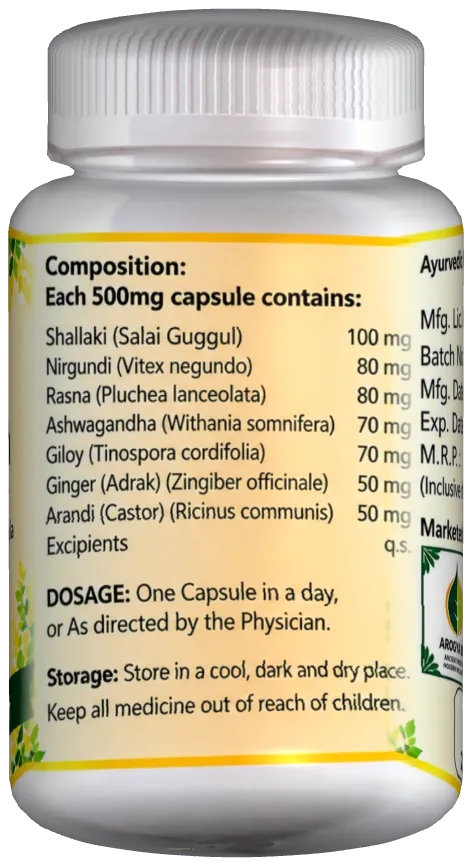 Composition:
Each 500mg capsule contains:
Shallaki (Salai Guggul) 100 mg
Nirgundi (Vitex negundo) 80 mg
Rasna (Pluchea lanceolata) 80 mg
Ashwagandha (Withania somnifera) 70 mg
Giloy (Tinospora cordifolia) 70 mg
Ginger (Adrak) (Zingiber officinale) 50 mg
Arandi (Castor) (Ricinus communis) 50 mg
Excipients q.s.
DOSAGE: One Capsule in a day,
or As directed by the Physician.
Storage: Store in a cool, dark and dry place.
Keep all medicine out of reach of children.
Ayurvedic
Mfg. Lic.
Batch
Mfg.
Exp.
M.R.P.:
(Inclusive